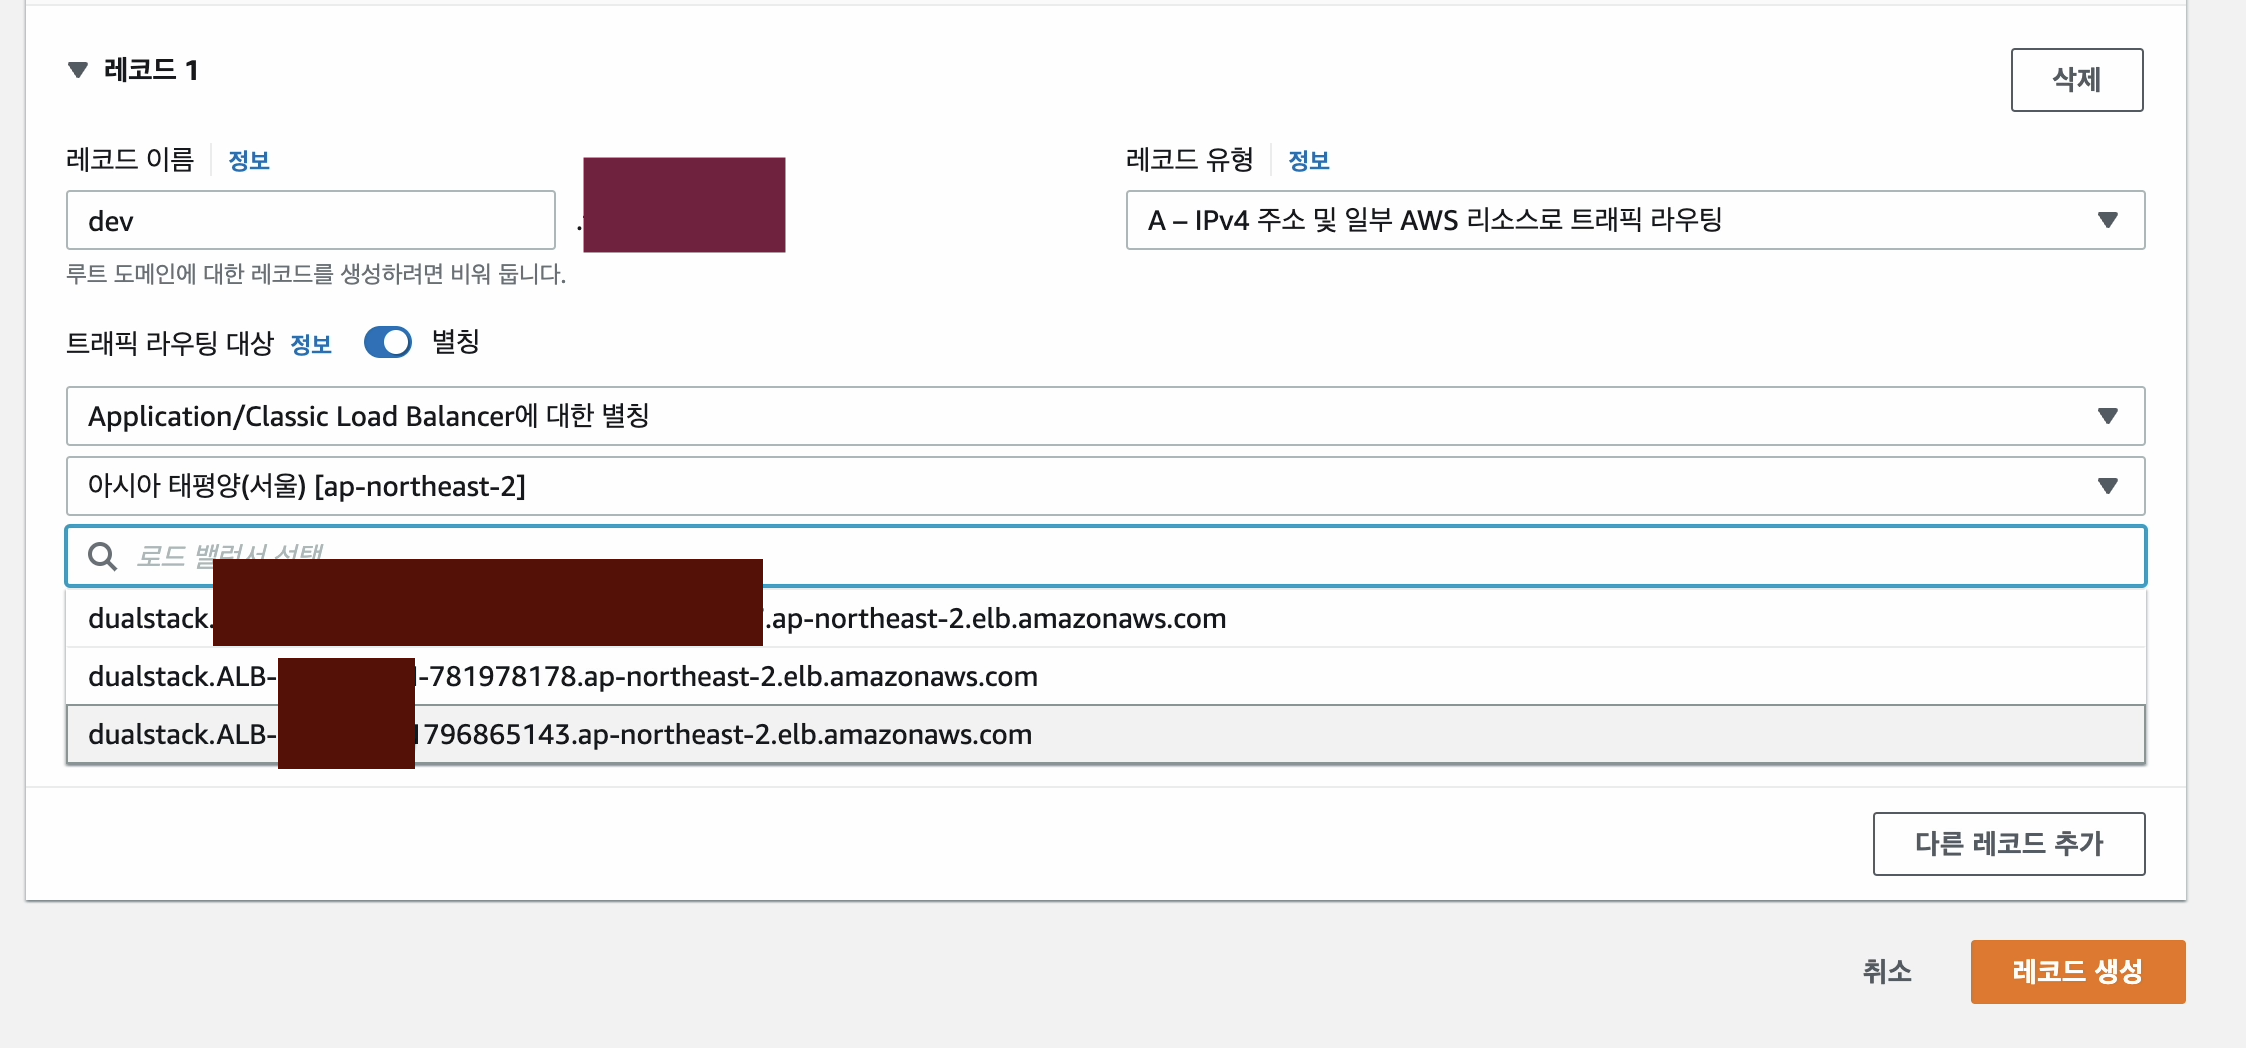 레코드 1
삭제
레코드 이름 정보
레코드 유형 정보
dev .
A – IPv4 주소 및 일부 AWS 리소스로 트래픽 라우팅
루트 도메인에 대한 레코드를 생성하려면 비워 둡니다.
트래픽 라우팅 대상 정보 별칭
Application/Classic Load Balancer에 대한 별칭
아시아 태평양(서울) [ap-northeast-2]
로드 밸런서 선택
dualstack. .ap-northeast-2.elb.amazonaws.com
dualstack.ALB- -781978178.ap-northeast-2.elb.amazonaws.com
dualstack.ALB- 1796865143.ap-northeast-2.elb.amazonaws.com
다른 레코드 추가
취소
레코드 생성